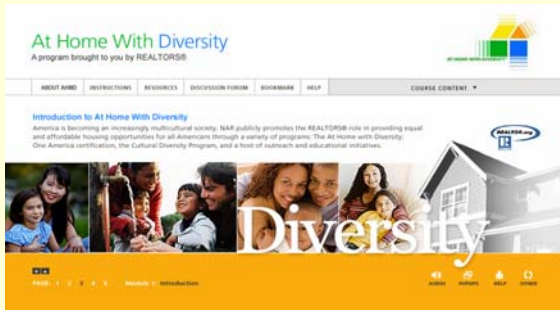 At Home With Diversity
A program brought to you by REALTORS®
AT HOME WITH DIVERSITY
ABOUT AHWD INSTRUCTIONS RESOURCES DISCUSSION FORUM BOOKMARK HELP COURSE CONTENT
Introduction to At Home With Diversity
America is becoming an increasingly multicultural society. NAR publicly promotes the REALTORS® role in providing equal
and affordable housing opportunities for all Americans through a variety of programs; The At Home with Diversity:
One America certification, the Cultural Diversity Program, and a host of outreach and educational initiatives.
REALTOR.org
Diversity
PAGE: 1 2 3 4 5 Module 1: Introduction
AUDIO POPUPS HELP OTHER